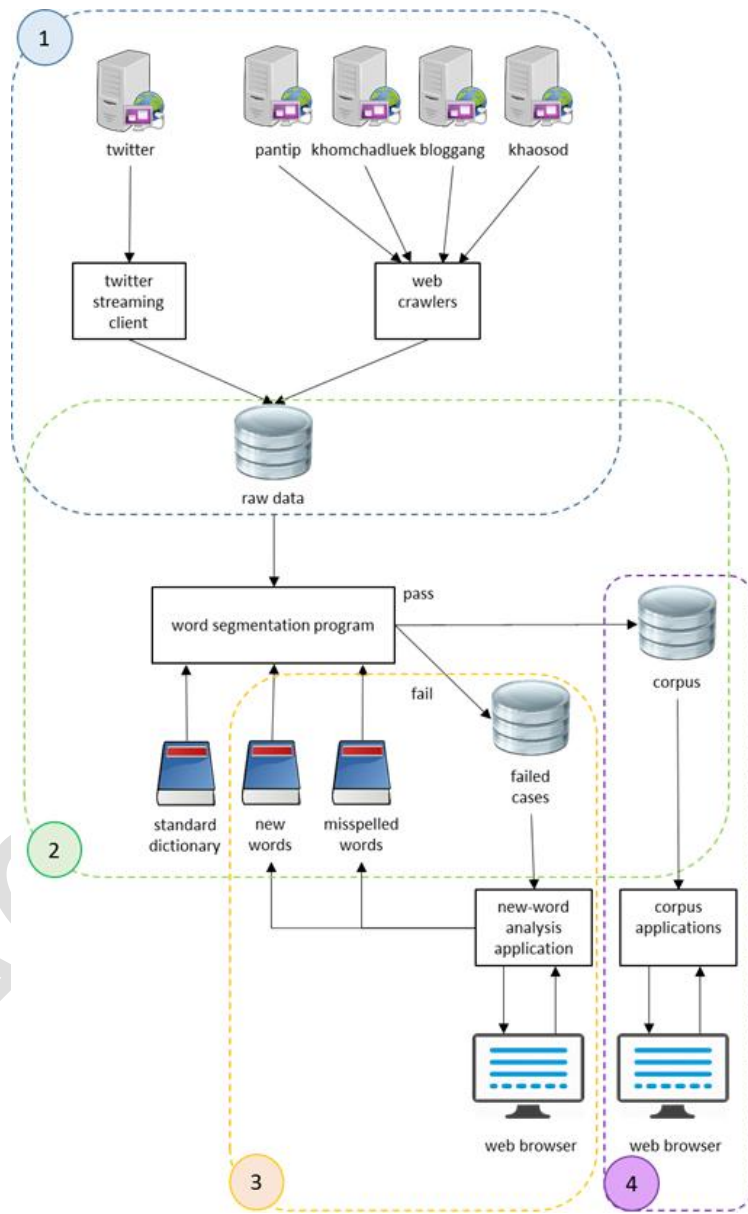 1
twitter
pantip
khomchadluek
bloggang
khaosod
twitter
streaming
client
web
crawlers
raw data
word segmentation program
pass
fail
corpus
failed
cases
standard
dictionary
new
words
misspelled
words
2
new-word
analysis
application
corpus
applications
web browser
web browser
3
4